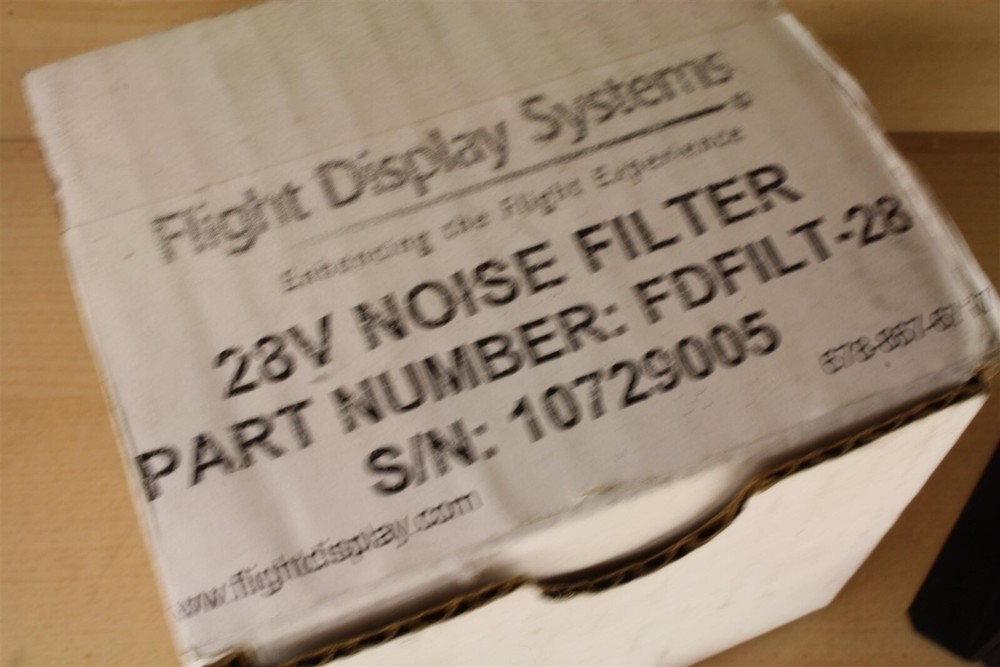 Flight Display Systems
Enhancing the Flight Experience
28V NOISE FILTER
PART NUMBER: FDFILT-28
S/N: 10729005
www.flightdisplay.com